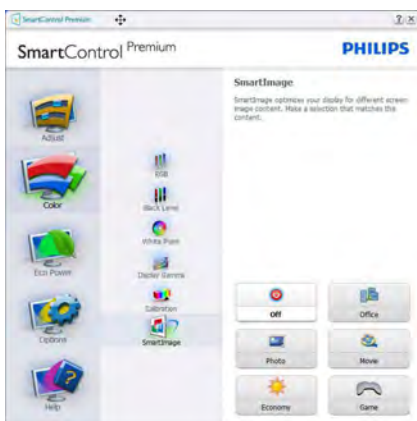 SmartControl Premium
SmartControl Premium
PHILIPS
SmartImage
SmartImage optimizes your display for different screen
image content. Make a selection that matches the
content.
Adjust
Color
Eco Power
Options
Help
RGB
Black Level
White Point
Display Gamma
Calibration
SmartImage
Off
Office
Photo
Movie
Economy
Game